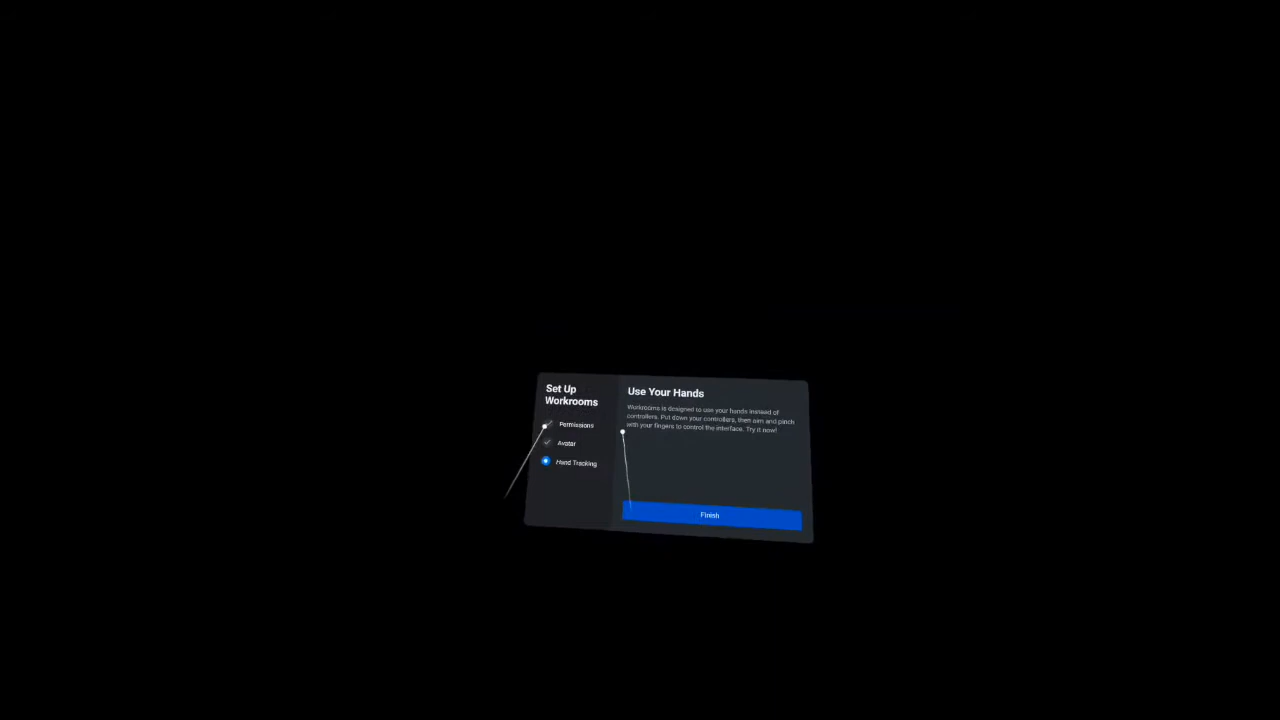 Set Up
Workrooms
Permissions
Avatar
Hand Tracking
Use Your Hands
Workrooms is designed to use your hands instead of
controllers. Put down your controllers, then aim and pinch
with your fingers to control the interface. Try it now!
Finish